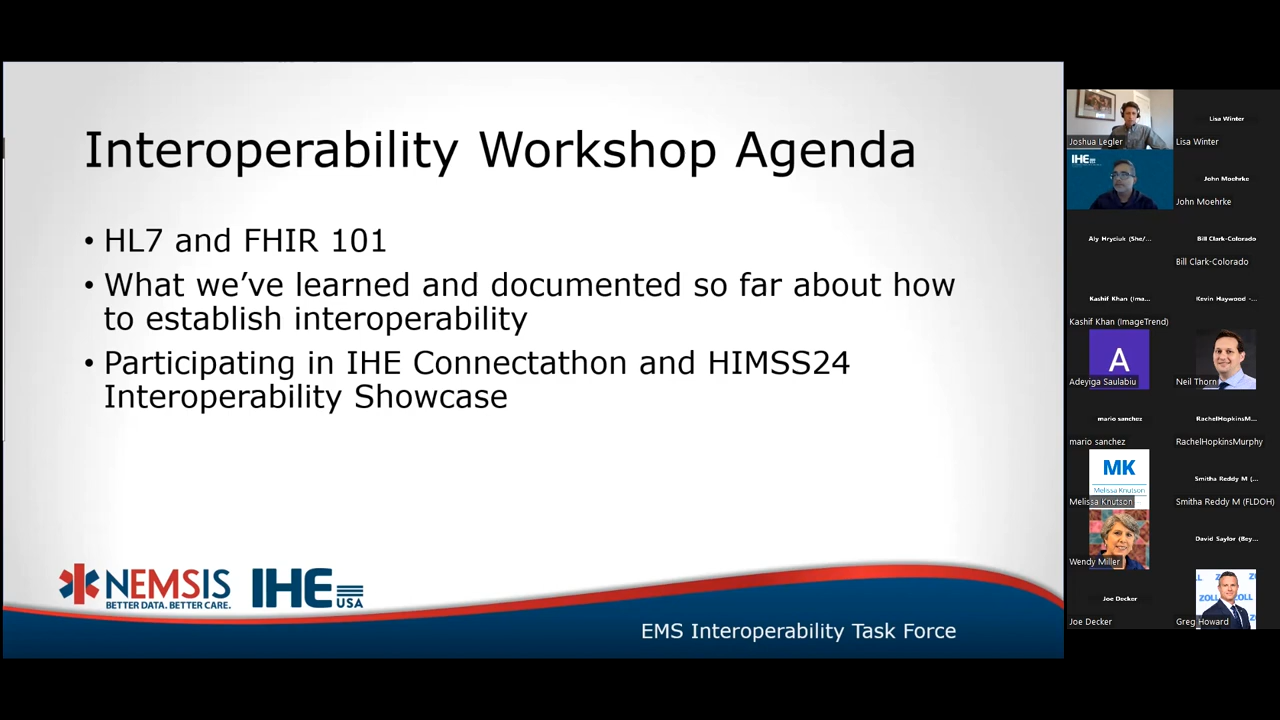 Interoperability Workshop Agenda
• HL7 and FHIR 101
• What we’ve learned and documented so far about how
to establish interoperability
• Participating in IHE Connectathon and HIMSS24
Interoperability Showcase
NEMSIS
BETTER DATA. BETTER CARE.
IHE
USA
EMS Interoperability Task Force
Joshua Legler
Lisa Winter
Lisa Winter
IHE
John Moehrke
John Moehrke
Aly Hryciuk (She/...
Bill Clark-Colorado
Bill Clark-Colorado
Kashif Khan (Ima...
Kashif Khan (ImageTrend)
Kevin Haywood -...
A
Adeyiga Saulabiu
Neil Thorn
mario sanchez
mario sanchez
RachelHopkinsM...
RachelHopkinsMurphy
MK
Melissa Knutson
Melissa Knutson
Smitha Reddy M (...
Smitha Reddy M (FLDOH)
Wendy Miller
David Saylor (Bey...
Joe Decker
Joe Decker
ZOLL
Greg Howard